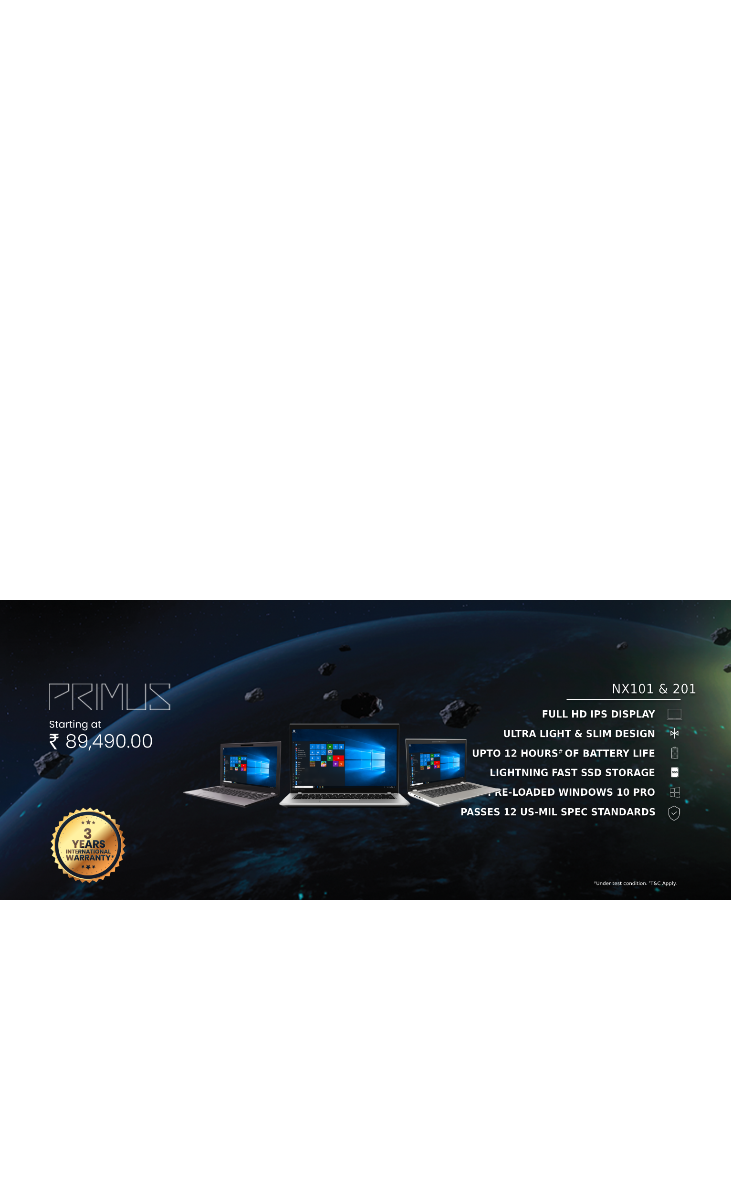 PRIMUS
Starting at
₹ 89,490.00
3
YEARS
INTERNATIONAL
WARRANTY*
NX101 & 201
FULL HD IPS DISPLAY
ULTRA LIGHT & SLIM DESIGN
UPTO 12 HOURS# OF BATTERY LIFE
LIGHTNING FAST SSD STORAGE
PRE-LOADED WINDOWS 10 PRO
PASSES 12 US-MIL SPEC STANDARDS
#Under test condition. *T&C Apply.